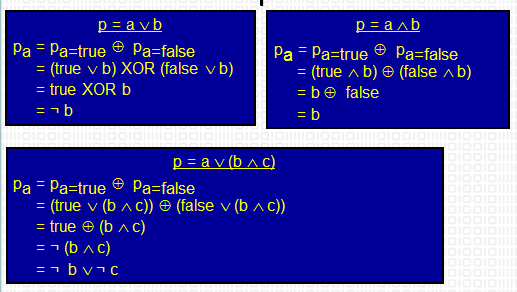 p = a ∨ b
pa = pa=true ⊕ pa=false
= (true ∨ b) XOR (false ∨ b)
= true XOR b
= ¬ b
p = a ∧ b
pa = pa=true ⊕ pa=false
= (true ∧ b) ⊕ (false ∧ b)
= b ⊕ false
= b
p = a ∨ (b ∧ c)
pa = pa=true ⊕ pa=false
= (true ∨ (b ∧ c)) ⊕ (false ∨ (b ∧ c))
= true ⊕ (b ∧ c)
= ¬ (b ∧ c)
= ¬ b ∨ ¬ c